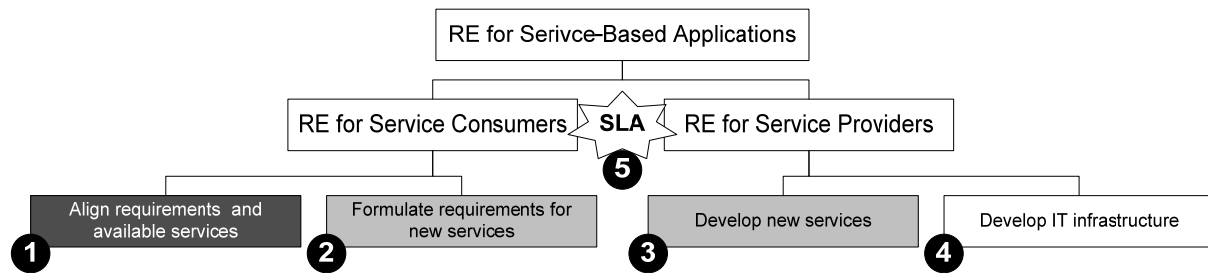 RE for Serivce-Based Applications
RE for Service Consumers
SLA
RE for Service Providers
5
Align requirements and
available services
1
Formulate requirements for
new services
2
Develop new services
3
Develop IT infrastructure
4